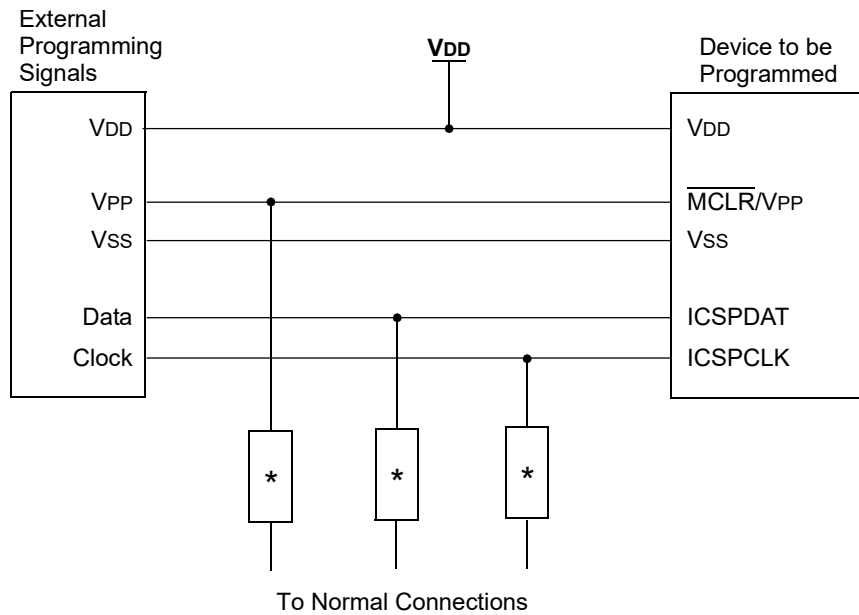 External
Programming
Signals
VDD
Device to be
Programmed
VDD
VPP
VSS
Data
Clock
VDD
MCLR/VPP
VSS
ICSPDAT
ICSPCLK
*
*
*
To Normal Connections